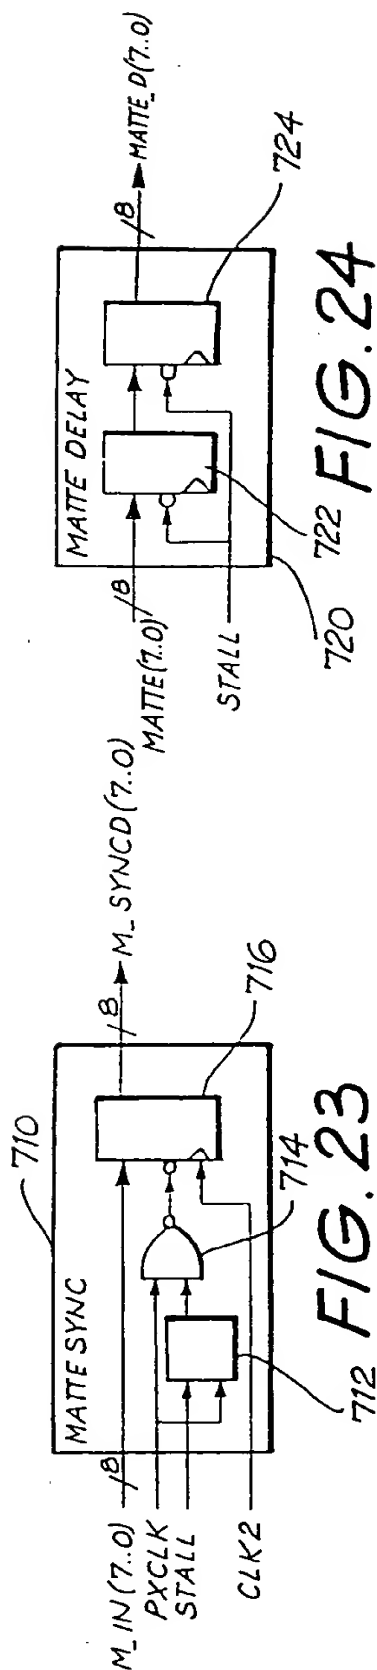 710
MATTE SYNC
M_IN(7..0)
8
PXCLK
STALL
CLK2
712
714
716
8
M_SYNCD(7..0)
FIG. 23
MATTE DELAY
MATTE(7..0)
8
STALL
720
722
724
8
MATTE_D(7..0)
FIG. 24